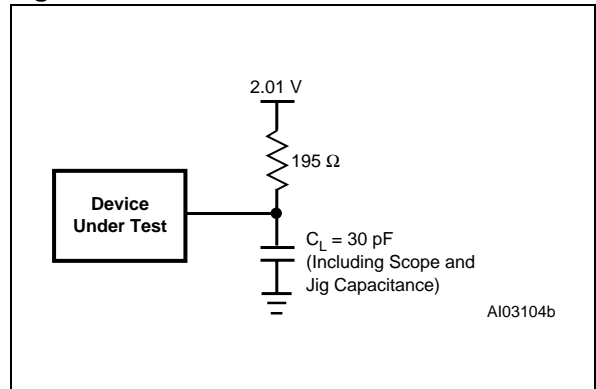 2.01 V
195 Ω
Device
Under Test
C_L = 30 pF
(Including Scope and
Jig Capacitance)
AI03104b